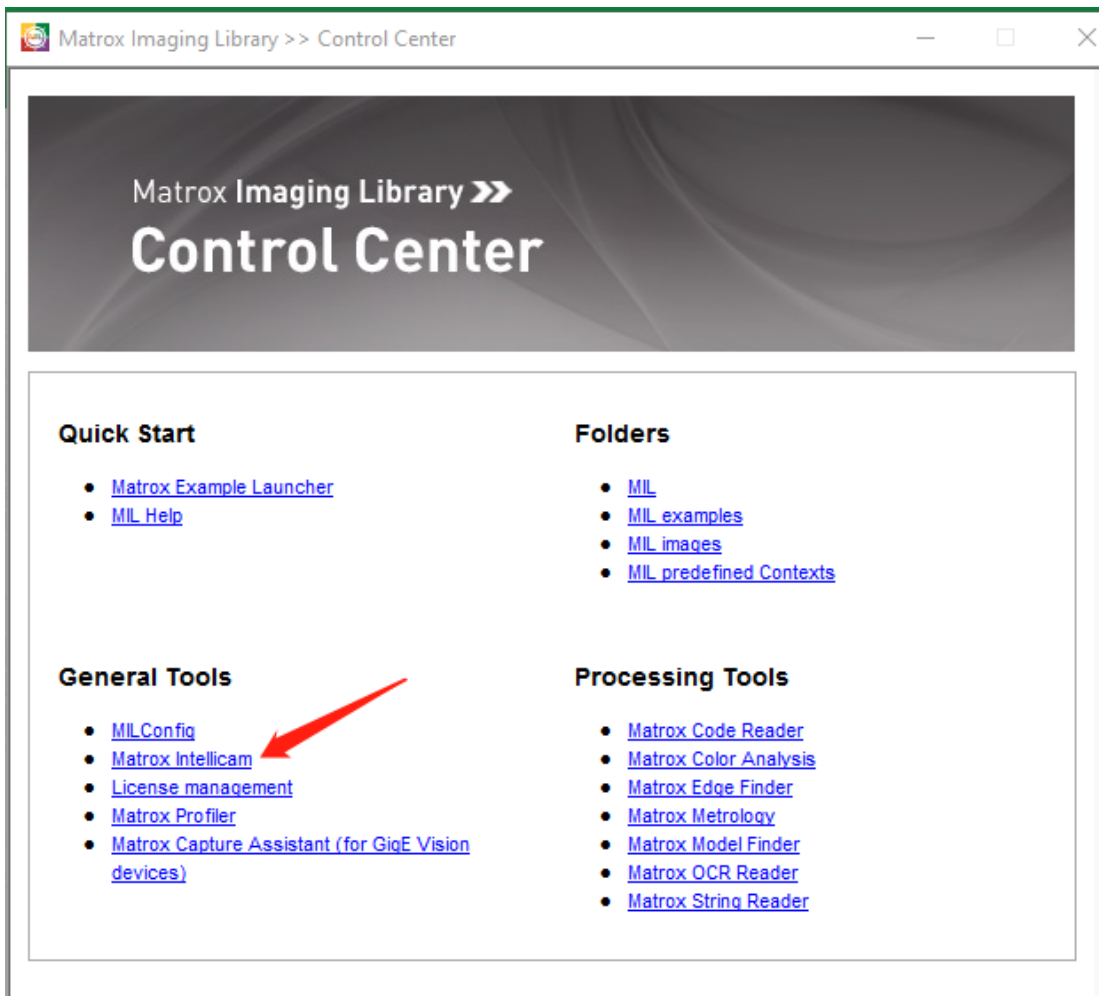 Matrox Imaging Library >> Control Center
Matrox Imaging Library >>
Control Center
Quick Start
Matrox Example Launcher
MIL Help
Folders
MIL
MIL examples
MIL images
MIL predefined Contexts
General Tools
MILConfig
Matrox Intellicam
License management
Matrox Profiler
Matrox Capture Assistant (for GigE Vision
devices)
Processing Tools
Matrox Code Reader
Matrox Color Analysis
Matrox Edge Finder
Matrox Metrology
Matrox Model Finder
Matrox OCR Reader
Matrox String Reader